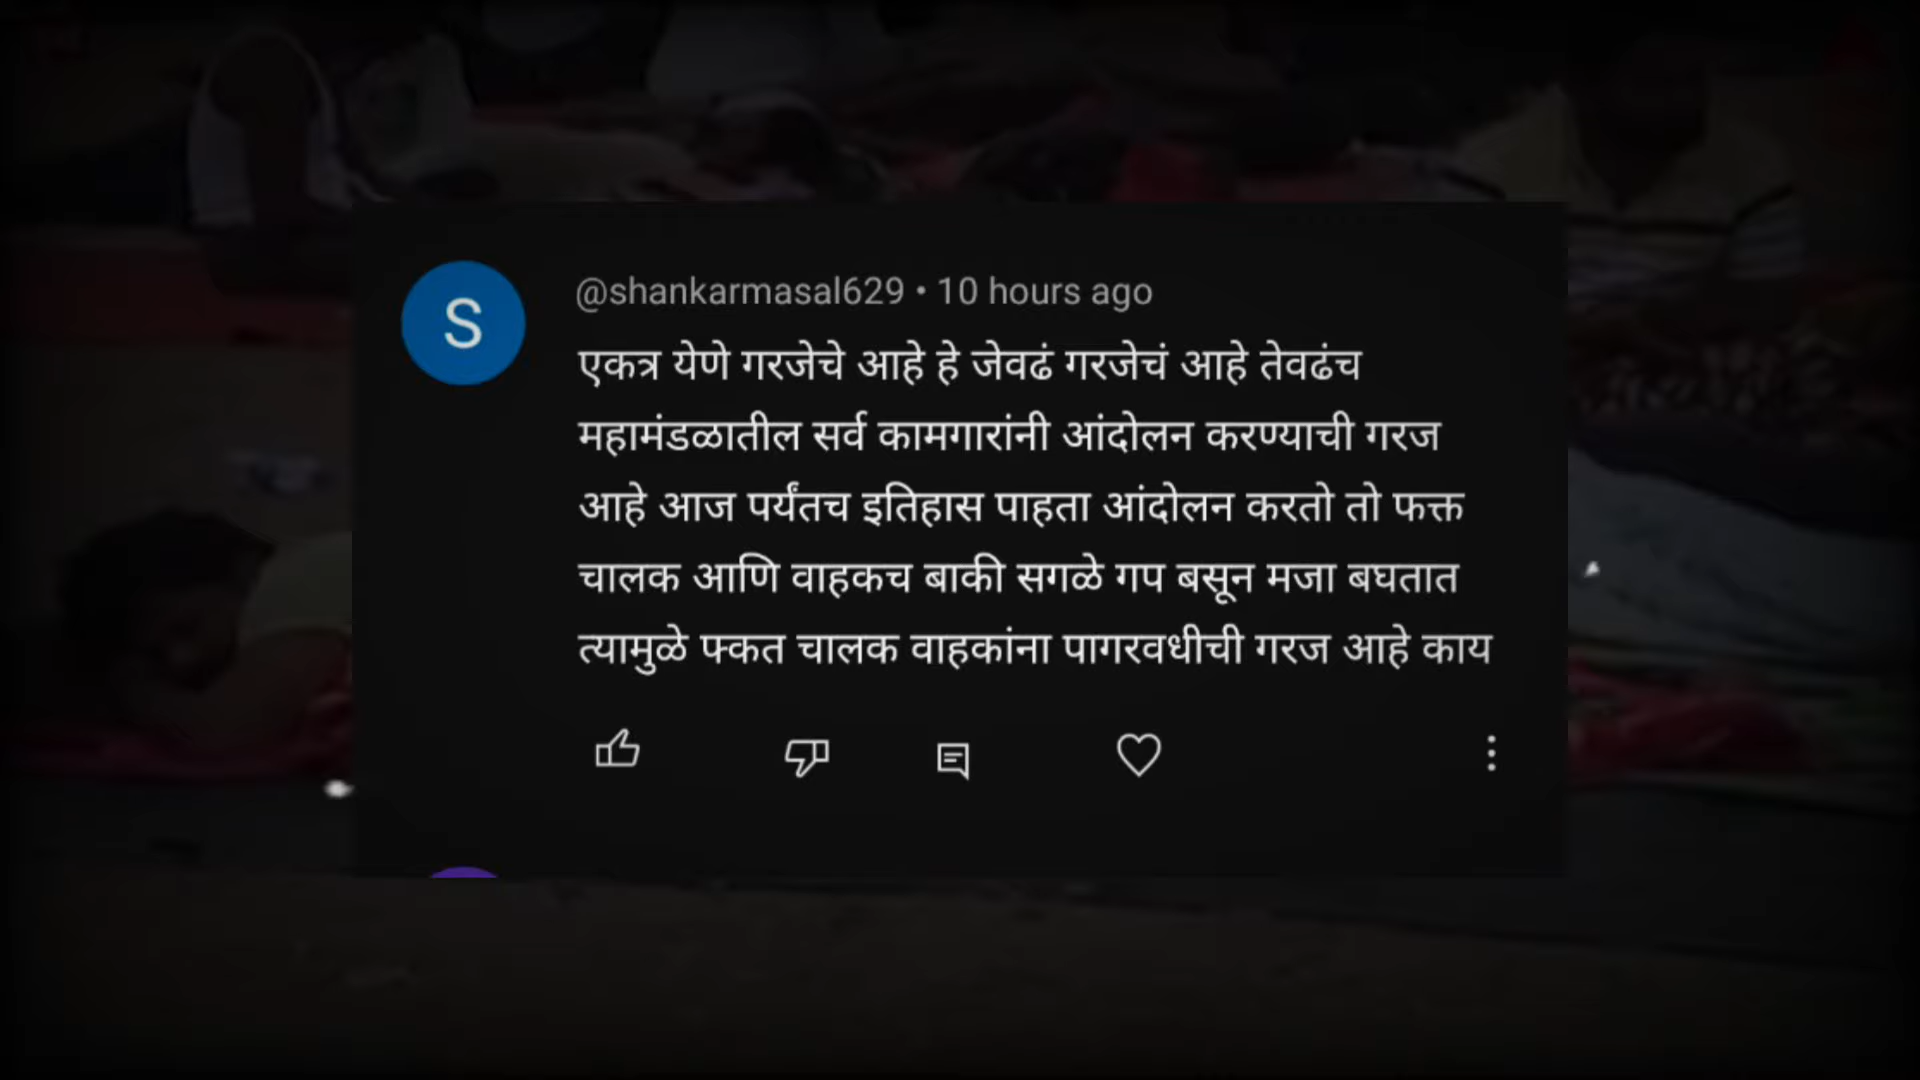 S
@shankarmasal629 • 10 hours ago
एकत्र येणे गरजेचे आहे हे जेवढं गरजेचं आहे तेवढंच
महामंडळातील सर्व कामगारांनी आंदोलन करण्याची गरज
आहे आज पर्यंतच इतिहास पाहता आंदोलन करतो तो फक्त
चालक आणि वाहकच बाकी सगळे गप बसून मजा बघतात
त्यामुळे फ्कत चालक वाहकांना पागरवधीची गरज आहे काय